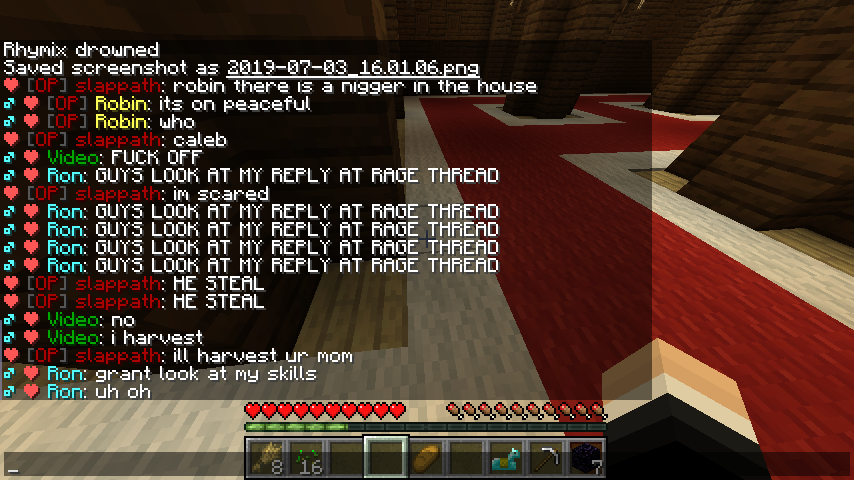 Rhymix drowned
Saved screenshot as 2019-07-03_16.01.06.png
[OP] slappath: robin there is a nigger in the house
[OP] Robin: its on peaceful
[OP] Robin: who
[OP] slappath: caleb
Video: FUCK OFF
Ron: GUYS LOOK AT MY REPLY AT RAGE THREAD
[OP] slappath: im scared
Ron: GUYS LOOK AT MY REPLY AT RAGE THREAD
Ron: GUYS LOOK AT MY REPLY AT RAGE THREAD
Ron: GUYS LOOK AT MY REPLY AT RAGE THREAD
Ron: GUYS LOOK AT MY REPLY AT RAGE THREAD
[OP] slappath: HE STEAL
[OP] slappath: HE STEAL
Video: no
Video: i harvest
[OP] slappath: ill harvest ur mom
Ron: grant look at my skills
Ron: uh oh
8 16 7
_